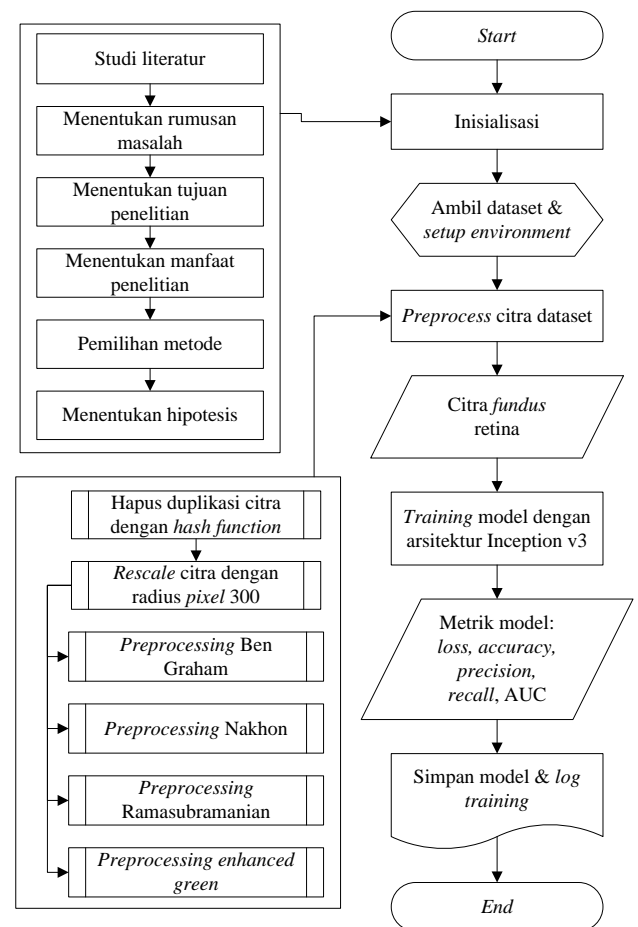 Studi literatur
Menentukan rumusan
masalah
Menentukan tujuan
penelitian
Menentukan manfaat
penelitian
Pemilihan metode
Menentukan hipotesis
Hapus duplikasi citra
dengan hash function
Rescale citra dengan
radius pixel 300
Preprocessing Ben
Graham
Preprocessing Nakhon
Preprocessing
Ramasubramanian
Preprocessing enhanced
green
Start
Inisialisasi
Ambil dataset &
setup environment
Preprocess citra dataset
Citra fundus
retina
Training model dengan
arsitektur Inception v3
Metrik model:
loss, accuracy,
precision,
recall, AUC
Simpan model & log
training
End